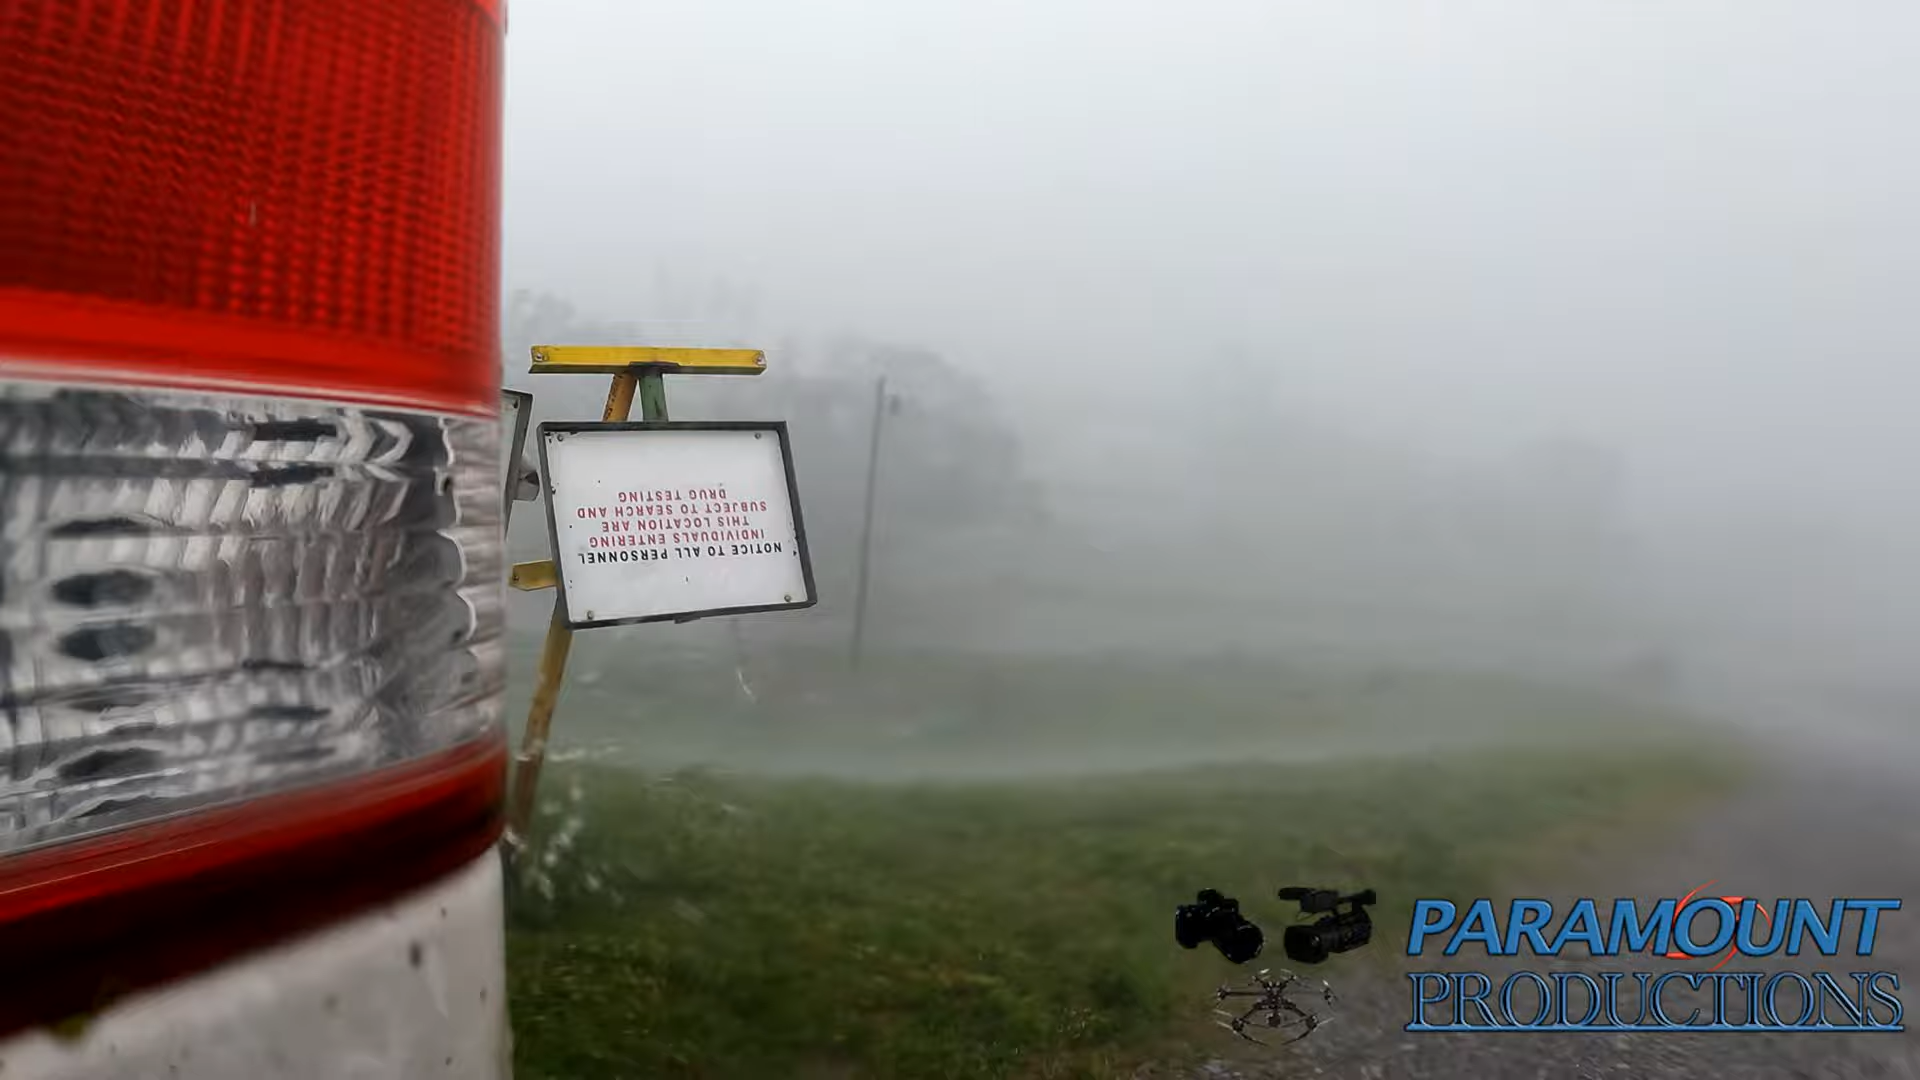 NOTICE TO ALL PERSONNEL
INDIVIDUALS ENTERING
THIS LOCATION ARE
SUBJECT TO SEARCH AND
DRUG TESTING
PARAMOUNT
PRODUCTIONS